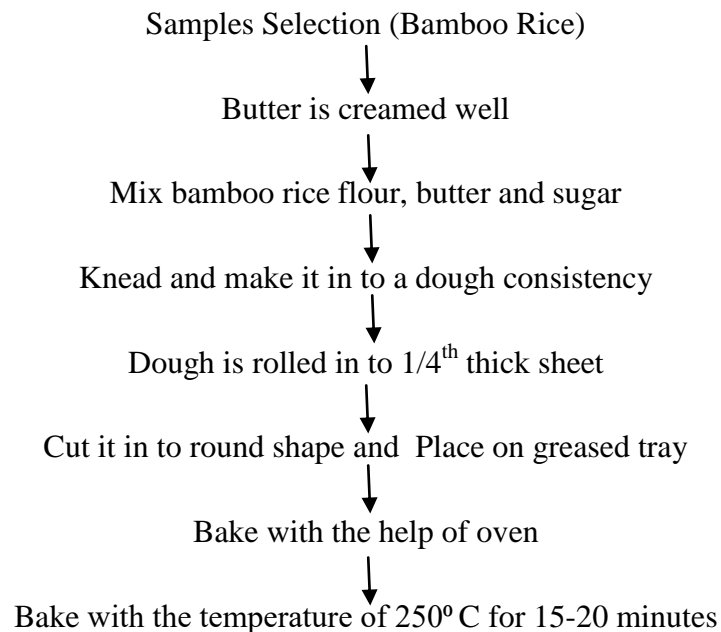 Samples Selection (Bamboo Rice)
Butter is creamed well
Mix bamboo rice flour, butter and sugar
Knead and make it in to a dough consistency
Dough is rolled in to 1/4th thick sheet
Cut it in to round shape and  Place on greased tray
Bake with the help of oven
Bake with the temperature of 250º C for 15-20 minutes